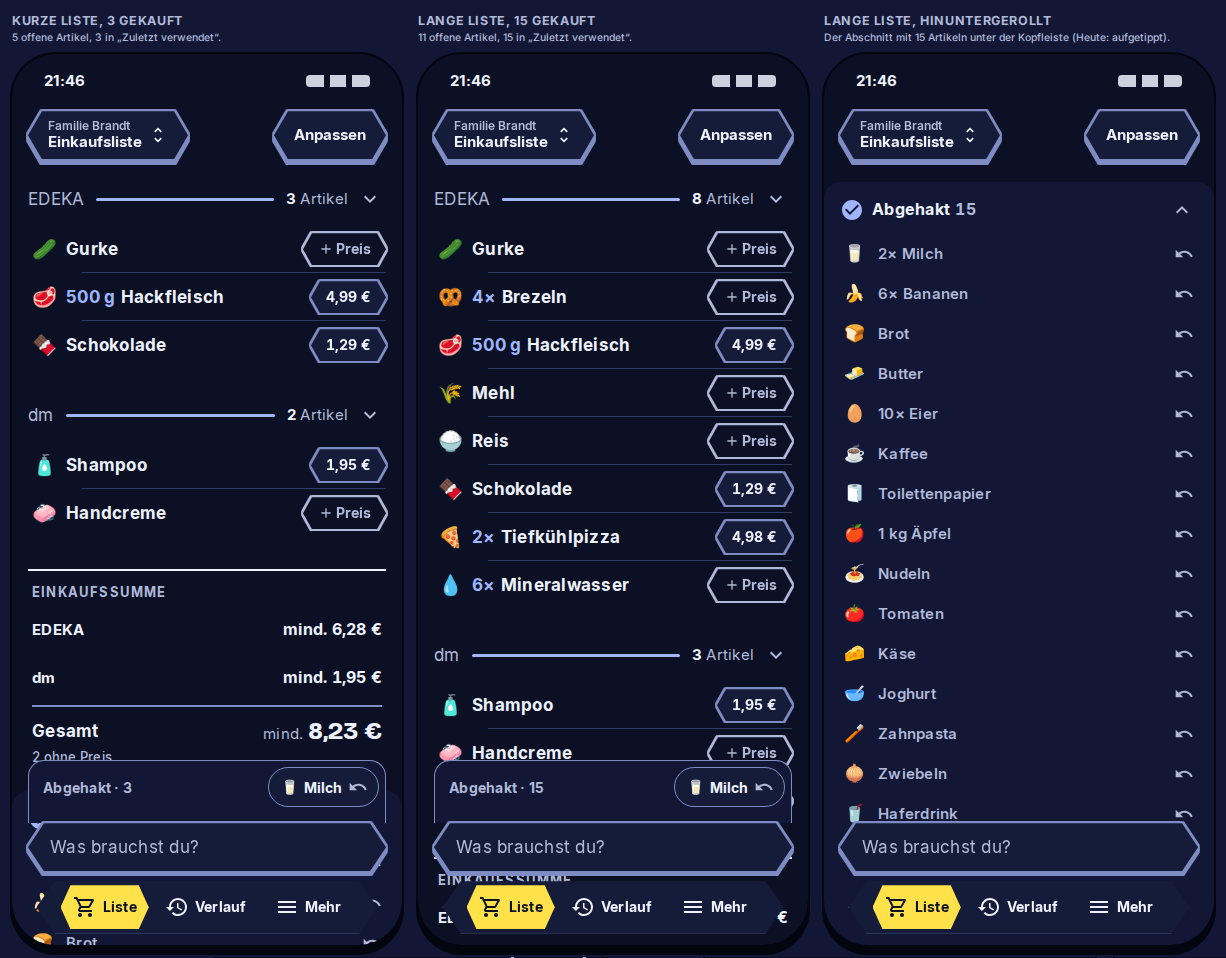 KURZE LISTE, 3 GEKAUFT
5 offene Artikel, 3 in „Zuletzt verwendet“.
21:46
Familie Brandt
Einkaufsliste
Anpassen
EDEKA 3 Artikel
Gurke + Preis
500 g Hackfleisch 4,99 €
Schokolade 1,29 €
dm 2 Artikel
Shampoo 1,95 €
Handcreme + Preis
EINKAUFSSUMME
EDEKA mind. 6,28 €
dm mind. 1,95 €
Gesamt mind. 8,23 €
2 ohne Preis
Abgehakt · 3 Milch
Was brauchst du?
Liste Verlauf Mehr
Brot
LANGE LISTE, 15 GEKAUFT
11 offene Artikel, 15 in „Zuletzt verwendet“.
21:46
Familie Brandt
Einkaufsliste
Anpassen
EDEKA 8 Artikel
Gurke + Preis
4× Brezeln + Preis
500 g Hackfleisch 4,99 €
Mehl + Preis
Reis + Preis
Schokolade 1,29 €
2× Tiefkühlpizza 4,98 €
6× Mineralwasser + Preis
dm 3 Artikel
Shampoo 1,95 €
Handcreme + Preis
Abgehakt · 15 Milch
Was brauchst du?
EINKAUFSSUMME
€
Liste Verlauf Mehr
LANGE LISTE, HINUNTERGEROLLT
Der Abschnitt mit 15 Artikeln unter der Kopfleiste (Heute: aufgetippt).
21:46
Familie Brandt
Einkaufsliste
Anpassen
Abgehakt 15
2× Milch
6× Bananen
Brot
Butter
10× Eier
Kaffee
Toilettenpapier
1 kg Äpfel
Nudeln
Tomaten
Käse
Joghurt
Zahnpasta
Zwiebeln
Haferdrink
Was brauchst du?
Liste Verlauf Mehr